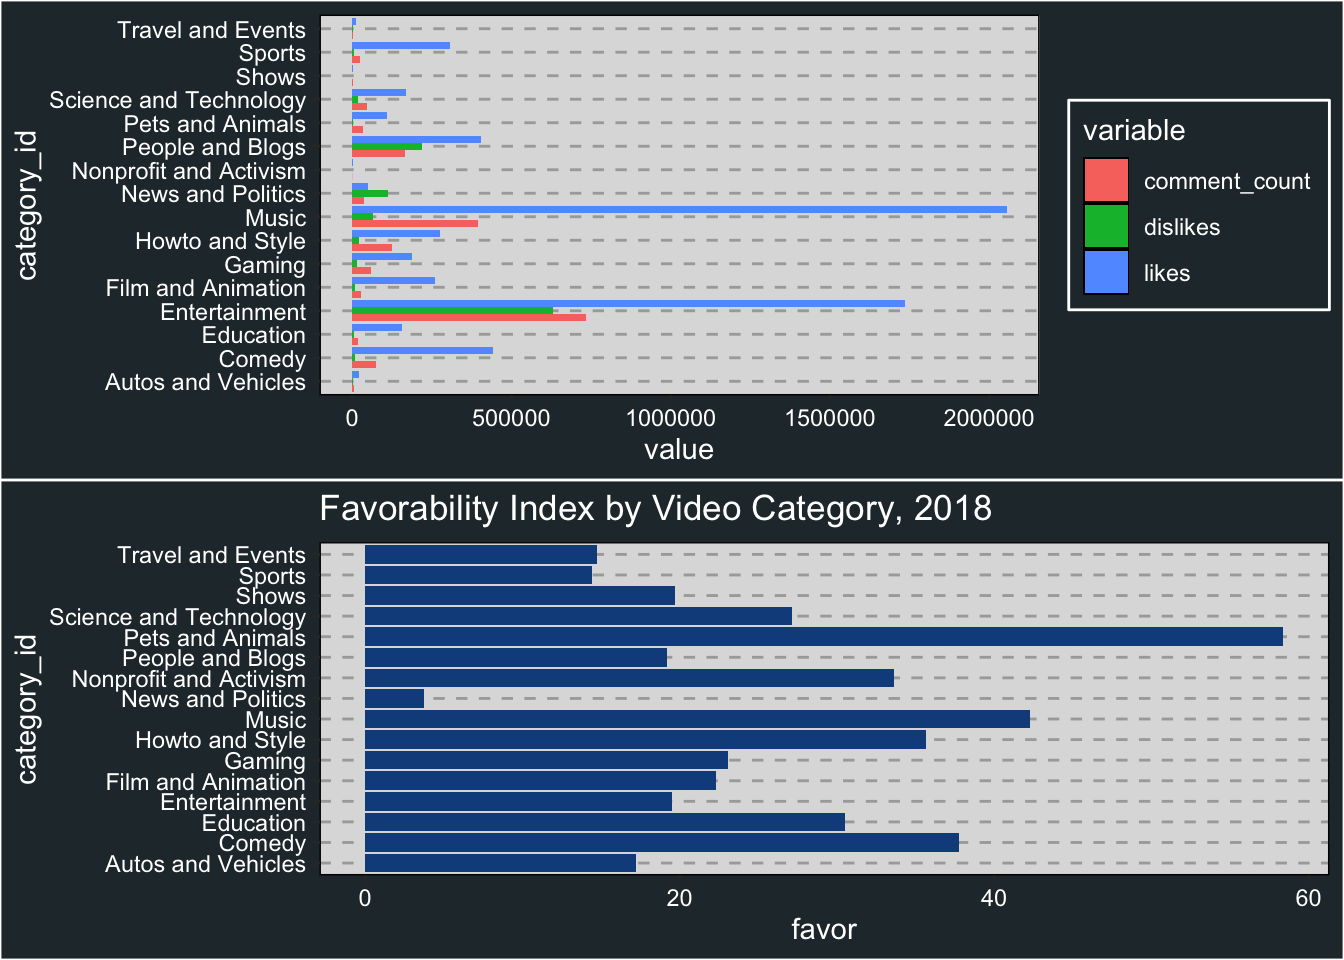 Travel and Events
Sports
Shows
Science and Technology
Pets and Animals
People and Blogs
Nonprofit and Activism
News and Politics
Music
Howto and Style
Gaming
Film and Animation
Entertainment
Education
Comedy
Autos and Vehicles
category_id
0 500000 1000000 1500000 2000000
value
variable
comment_count
dislikes
likes
Favorability Index by Video Category, 2018
Travel and Events
Sports
Shows
Science and Technology
Pets and Animals
People and Blogs
Nonprofit and Activism
News and Politics
Music
Howto and Style
Gaming
Film and Animation
Entertainment
Education
Comedy
Autos and Vehicles
category_id
0 20 40 60
favor